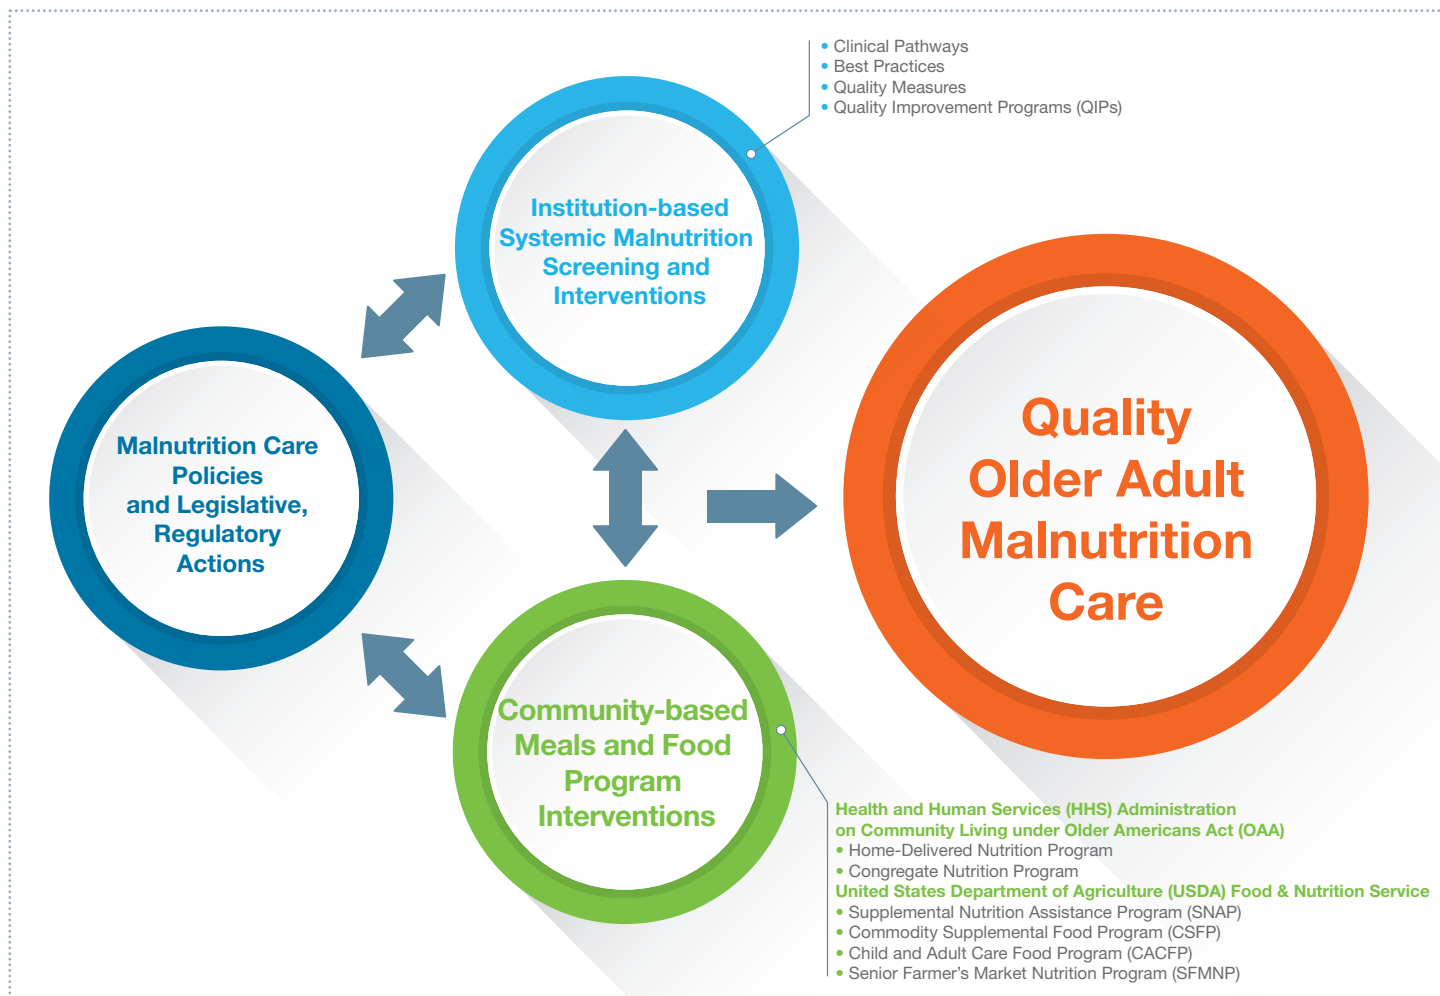 • Clinical Pathways
• Best Practices
• Quality Measures
• Quality Improvement Programs (QIPs)
Institution-based
Systemic Malnutrition
Screening and
Interventions
Malnutrition Care
Policies
and Legislative,
Regulatory
Actions
Quality
Older Adult
Malnutrition
Care
Community-based
Meals and Food
Program
Interventions
Health and Human Services (HHS) Administration
on Community Living under Older Americans Act (OAA)
• Home-Delivered Nutrition Program
• Congregate Nutrition Program
United States Department of Agriculture (USDA) Food & Nutrition Service
• Supplemental Nutrition Assistance Program (SNAP)
• Commodity Supplemental Food Program (CSFP)
• Child and Adult Care Food Program (CACFP)
• Senior Farmer's Market Nutrition Program (SFMNP)